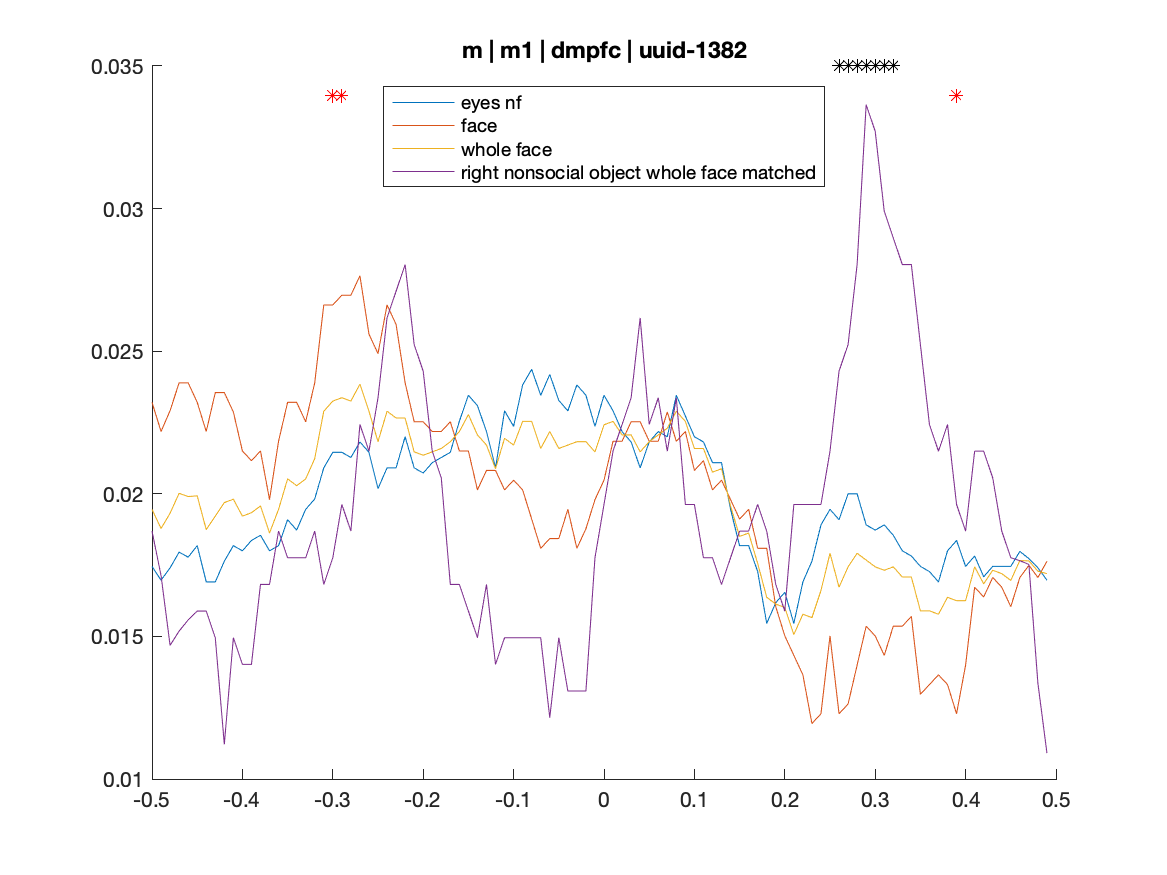 m | m1 | dmpfc | uuid-1382
0.035
eyes nf
face
whole face
right nonsocial object whole face matched
0.03
0.025
0.02
0.015
0.01
-0.5 -0.4 -0.3 -0.2 -0.1 0 0.1 0.2 0.3 0.4 0.5